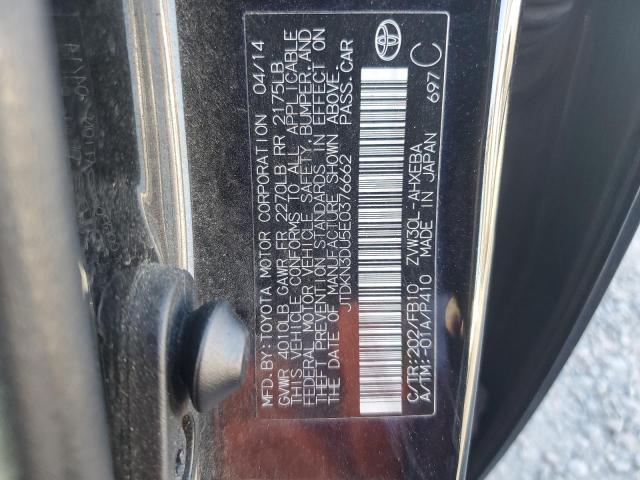 MFD.BY:TOYOTA MOTOR CORPORATION 04/14
GVWR 4010LB GAWR FR 2270LB RR 2175LB
THIS VEHICLE CONFORMS TO ALL APPLICABLE
FEDERAL MOTOR VEHICLE SAFETY, BUMPER, AND
THEFT PREVENTION STANDARDS IN EFFECT ON
THE DATE OF MANUFACTURE SHOWN ABOVE.
JTDKN3DU5E0376662 PASS.CAR
C/TR:202/FB10 ZVW30L-AHXEBA
A/TM:-01A/P410 MADE IN JAPAN 697 C